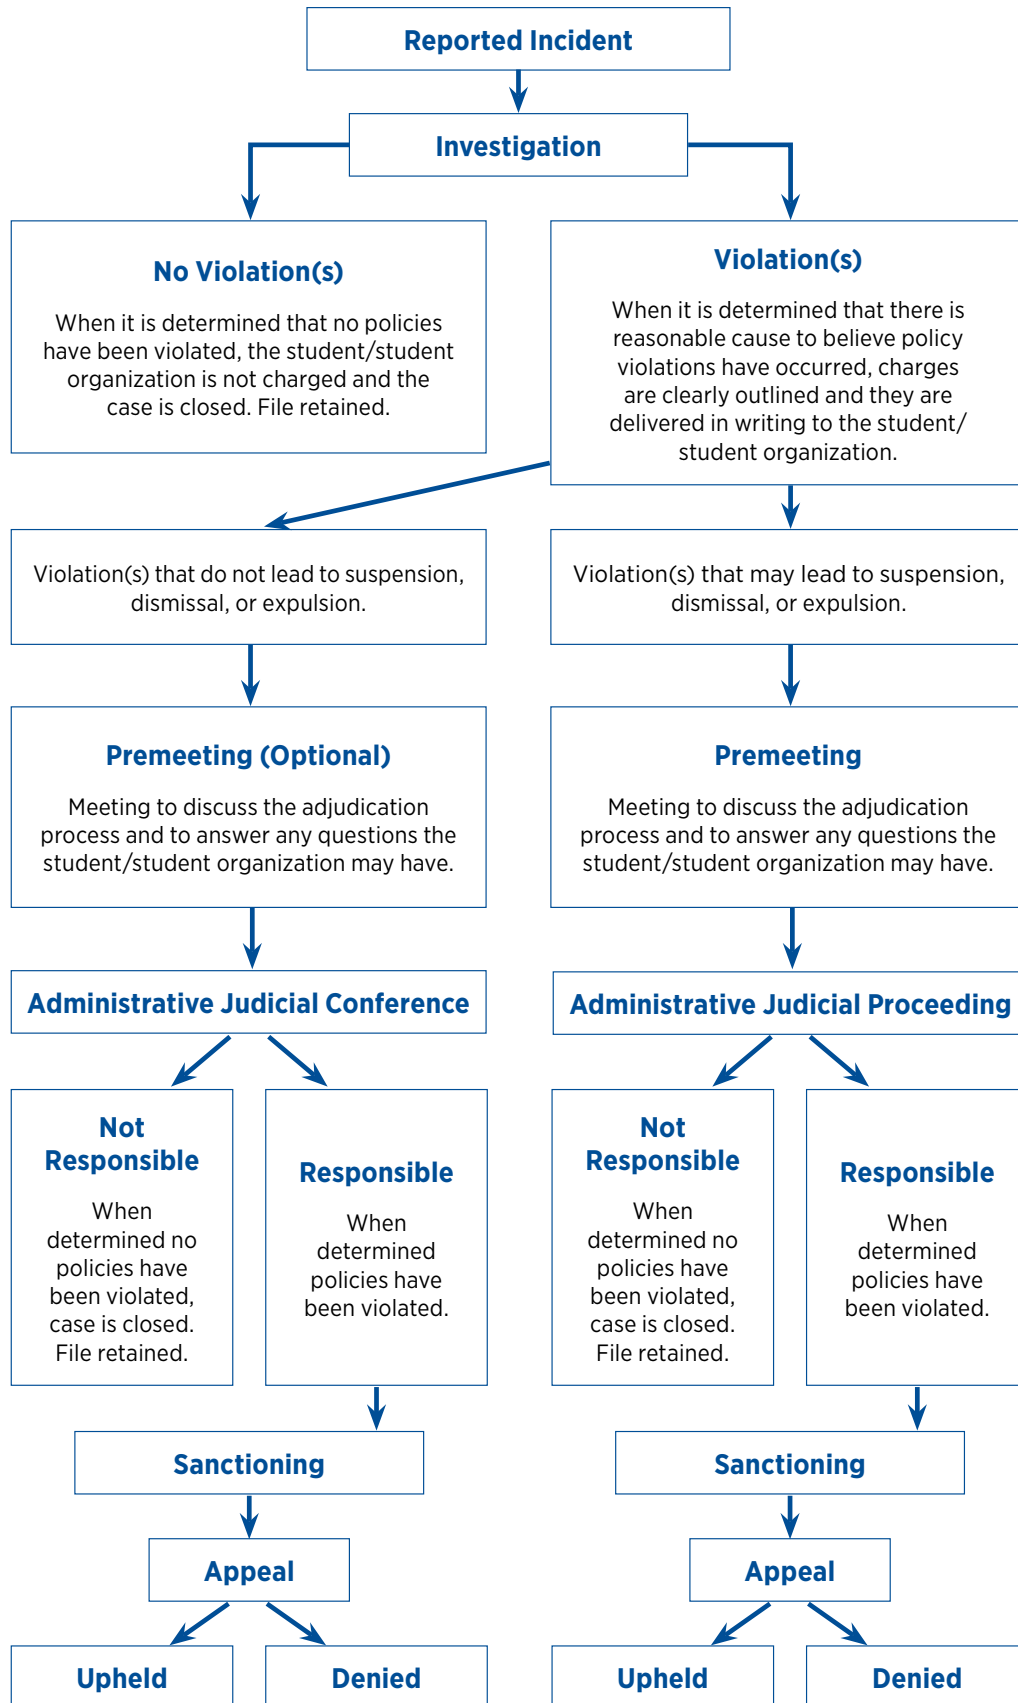 Reported Incident
Investigation
No Violation(s)
When it is determined that no policies
have been violated, the student/student
organization is not charged and the
case is closed. File retained.
Violation(s)
When it is determined that there is
reasonable cause to believe policy
violations have occurred, charges
are clearly outlined and they are
delivered in writing to the student/
student organization.
Violation(s) that do not lead to suspension,
dismissal, or expulsion.
Violation(s) that may lead to suspension,
dismissal, or expulsion.
Premeeting (Optional)
Meeting to discuss the adjudication
process and to answer any questions the
student/student organization may have.
Premeeting
Meeting to discuss the adjudication
process and to answer any questions the
student/student organization may have.
Administrative Judicial Conference
Administrative Judicial Proceeding
Not
Responsible
When
determined no
policies have
been violated,
case is closed.
File retained.
Responsible
When
determined
policies have
been violated.
Not
Responsible
When
determined no
policies have
been violated,
case is closed.
File retained.
Responsible
When
determined
policies have
been violated.
Sanctioning
Sanctioning
Appeal
Appeal
Upheld
Denied
Upheld
Denied